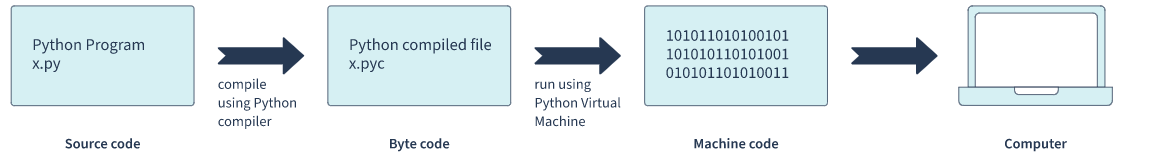 Python Program
x.py
compile
using Python
compiler
Source code
Python compiled file
x.pyc
run using
Python Virtual
Machine
Byte code
101011010100101
101010110101001
010101101010011
Machine code
Computer